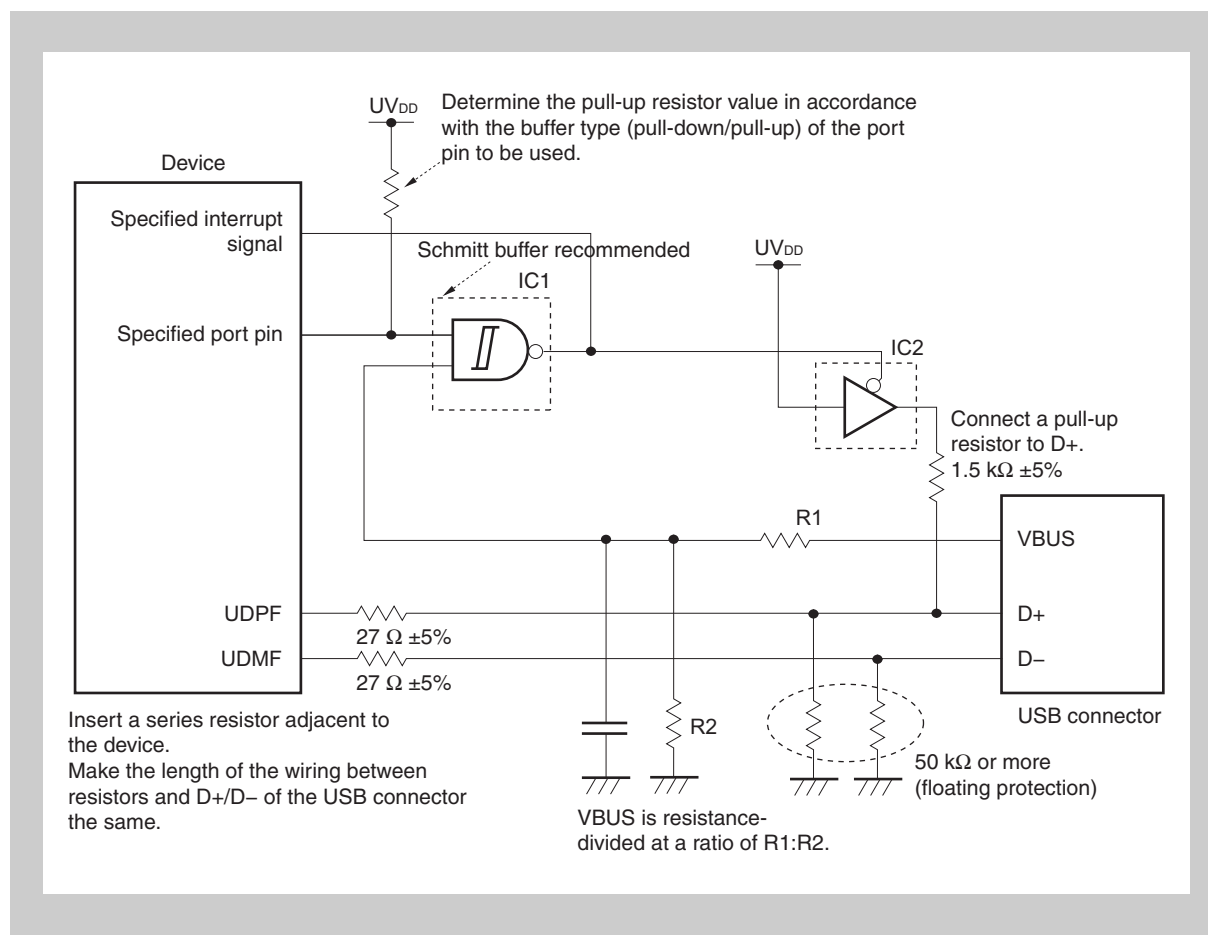 UVDD
Determine the pull-up resistor value in accordance
with the buffer type (pull-down/pull-up) of the port
pin to be used.
Device
Specified interrupt
signal
Schmitt buffer recommended
IC1
UVDD
Specified port pin
IC2
Connect a pull-up
resistor to D+.
1.5 kΩ ±5%
R1
VBUS
UDPF
27 Ω ±5%
D+
UDMF
27 Ω ±5%
D−
R2
USB connector
Insert a series resistor adjacent to
the device.
Make the length of the wiring between
resistors and D+/D− of the USB connector
the same.
50 kΩ or more
(floating protection)
VBUS is resistance-
divided at a ratio of R1:R2.